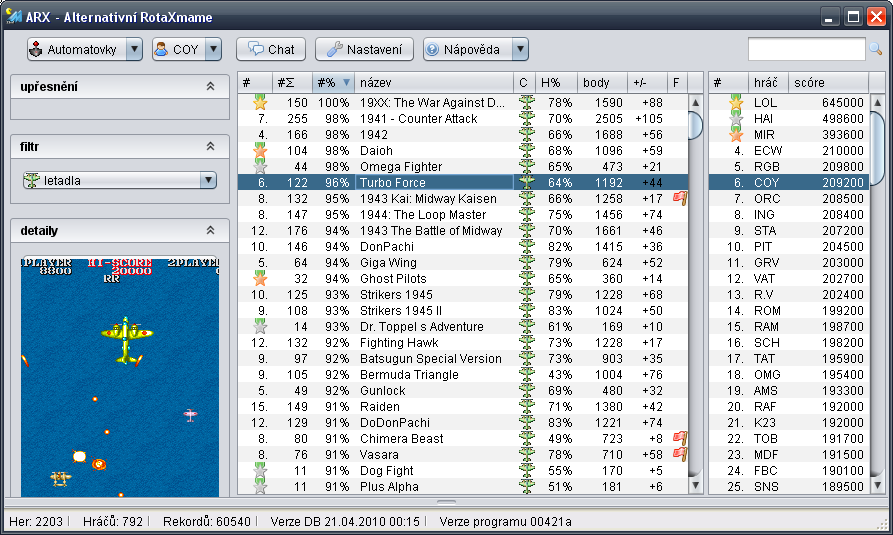 ARX - Alternativní RotaXmame
Automatovky COY Chat Nastavení Nápověda
upřesnění
filtr
letadla
detaily
PLAYER HI-SCORE 2PLAYER
8800 20000 0
RR
# #Σ #% název C H% body +/- F
150 100% 19XX: The War Against D... 78% 1590 +88
7. 255 98% 1941 - Counter Attack 70% 2505 +105
4. 166 98% 1942 66% 1688 +56
104 98% Daioh 68% 1096 +59
44 98% Omega Fighter 65% 473 +21
6. 122 96% Turbo Force 64% 1192 +44
8. 132 95% 1943 Kai: Midway Kaisen 66% 1258 +17
8. 147 95% 1944: The Loop Master 75% 1456 +74
12. 176 94% 1943 The Battle of Midway 70% 1661 +46
10. 146 94% DonPachi 82% 1415 +36
5. 64 94% Giga Wing 79% 624 +52
32 94% Ghost Pilots 65% 360 +14
10. 125 93% Strikers 1945 79% 1228 +68
9. 108 93% Strikers 1945 II 83% 1024 +50
14 93% Dr. Toppel s Adventure 61% 169 +10
12. 132 92% Fighting Hawk 73% 1228 +17
9. 97 92% Batsugun Special Version 73% 903 +35
9. 105 92% Bermuda Triangle 43% 1004 +76
5. 49 92% Gunlock 69% 480 +32
15. 149 91% Raiden 71% 1380 +42
12. 129 91% DoDonPachi 83% 1221 +74
8. 80 91% Chimera Beast 49% 723 +8
8. 76 91% Vasara 78% 710 +58
11 91% Dog Fight 55% 170 +5
11 91% Plus Alpha 51% 181 +6
# hráč scóre
LOL 645000
HAI 498600
MIR 393600
4. ECW 210000
5. RGB 209800
6. COY 209200
7. ORC 208500
8. ING 208400
9. STA 207200
10. PIT 204500
11. GRV 203000
12. VAT 202700
13. R.V 202400
14. ROM 199200
15. RAM 198700
16. SCH 198200
17. TAT 195900
18. OMG 195400
19. AMS 193300
20. RAF 192000
21. K23 192000
22. TOB 191700
23. MDF 191500
24. FBC 190100
25. SNS 189500
Her: 2203 Hráčů: 792 Rekordů: 60540 Verze DB 21.04.2010 00:15 Verze programu 00421a